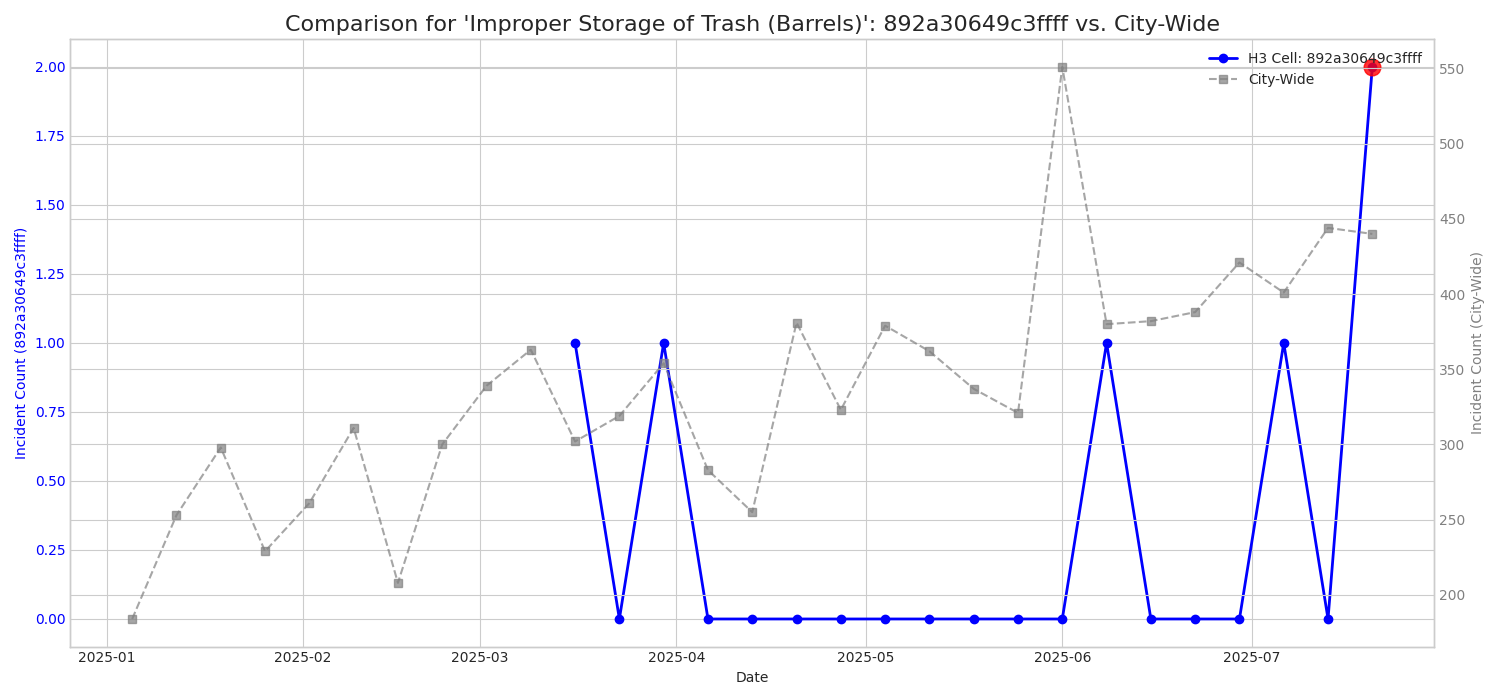 Comparison for 'Improper Storage of Trash (Barrels)': 892a30649c3ffff vs. City-Wide
H3 Cell: 892a30649c3ffff
City-Wide
Incident Count (892a30649c3ffff)
2.00
1.75
1.50
1.25
1.00
0.75
0.50
0.25
0.00
550
500
450
400
350
300
250
200
Incident Count (City-Wide)
2025-01 2025-02 2025-03 2025-04 2025-05 2025-06 2025-07
Date